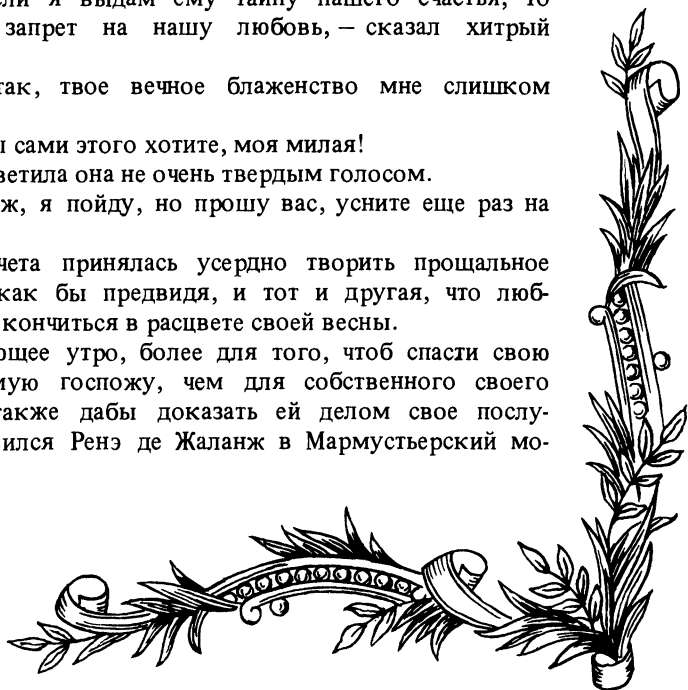 я выдам ему тайну нашего счастья, то
запрет на нашу любовь, — сказал хитрый
так, твое вечное блаженство мне слишком
сами этого хотите, моя милая!
ветила она не очень твердым голосом.
ж, я пойду, но прошу вас, усните еще раз на
чета принялась усердно творить прощальное
как бы предвидя, и тот и другая, что люб-
кончиться в расцвете своей весны.
ющее утро, более для того, чтоб спасти свою
мую госпожу, чем для собственного своего
также дабы доказать ей делом свое послу-
вился Ренэ де Жаланж в Мармустьерский мо-